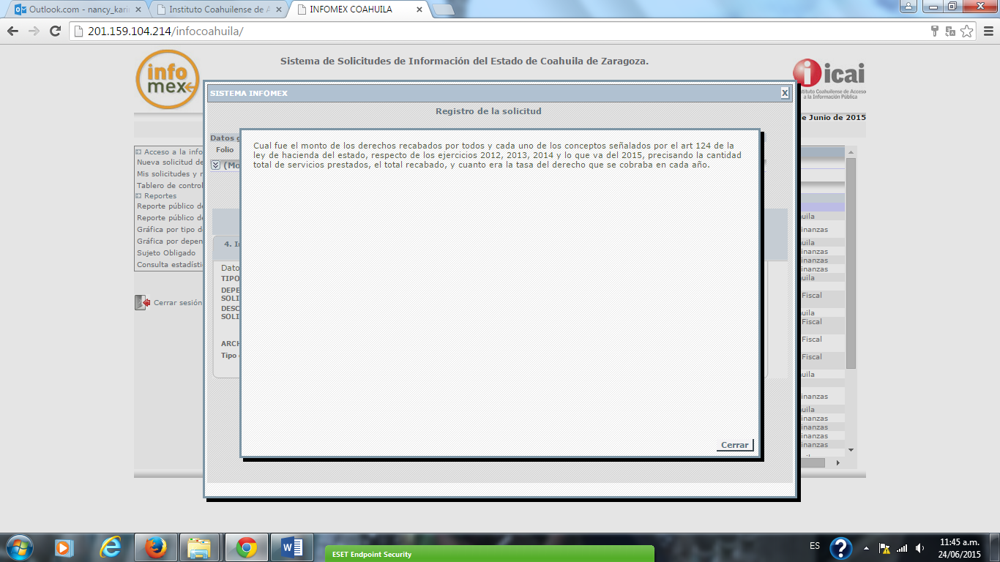 Outlook.com - nancy_kari
Instituto Coahuilense de A
INFOMEX COAHUILA
201.159.104.214/infocoahuila/
info
mex
Sistema de Solicitudes de Información del Estado de Coahuila de Zaragoza.
icai
Instituto Coahuilense de Acceso
a la Información Pública
SISTEMA INFOMEX
X
Registro de la solicitud
e Junio de 2015
Datos g
Folio
(Mo
Cual fue el monto de los derechos recabados por todos y cada uno de los conceptos señalados por el art 124 de la
ley de hacienda del estado, respecto de los ejercicios 2012, 2013, 2014 y lo que va del 2015, precisando la cantidad
total de servicios prestados, el total recabado, y cuanto era la tasa del derecho que se cobraba en cada año.
Acceso a la info
Nueva solicitud de
Mis solicitudes y r
Tablero de control
Reportes
Reporte público de
Reporte público de
Gráfica por tipo de
Gráfica por depen
Sujeto Obligado
Consulta estadísti
Cerrar sesión
4. I
Dato
TIPO
DEPE
SOLI
DESC
SOLI
ARCH
Tipo
uila
inanzas
uila
inanzas
inanzas
inanzas
uila
Fiscal
uila
Fiscal
Fiscal
Fiscal
uila
inanzas
uila
inanzas
inanzas
inanzas
inanzas
Cerrar
ESET Endpoint Security
ES
11:45 a.m.
24/06/2015